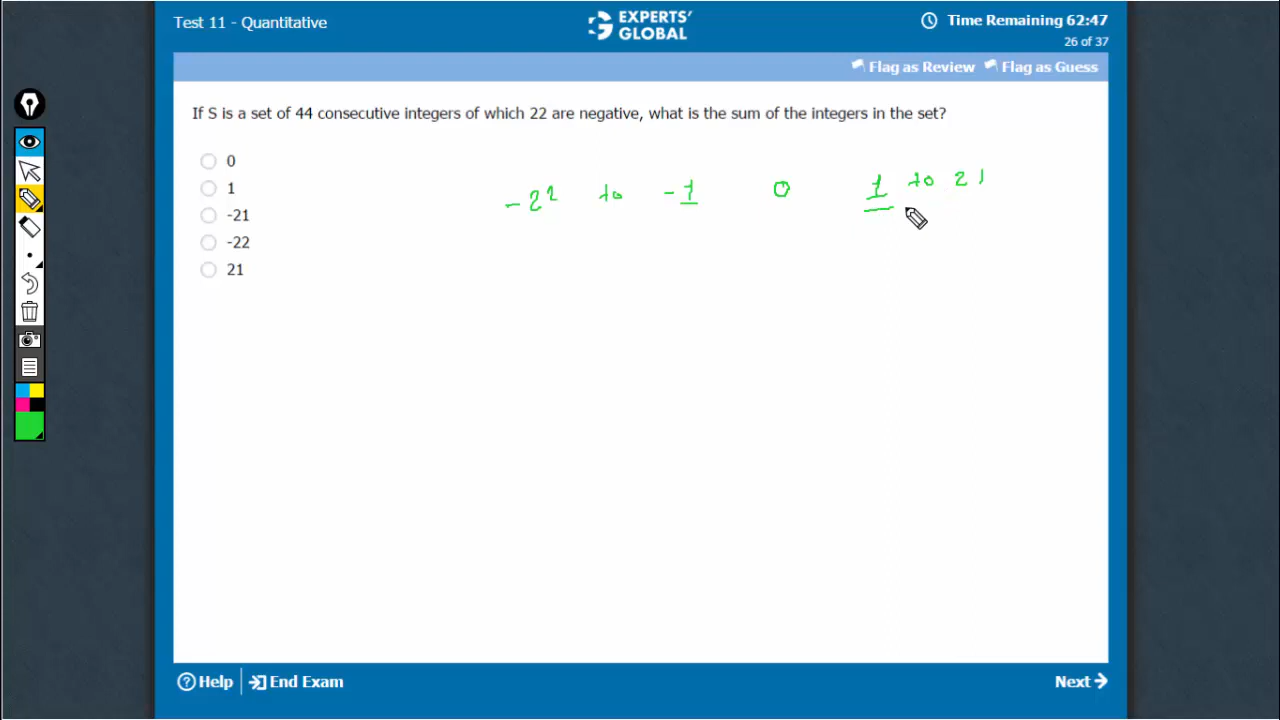 Test 11 - Quantitative
EXPERTS'
GLOBAL
Time Remaining 62:47
26 of 37
Flag as Review
Flag as Guess
If S is a set of 44 consecutive integers of which 22 are negative, what is the sum of the integers in the set?
0
1
-21
-22
21
-22 to -1 0 1 to 21
Help
End Exam
Next